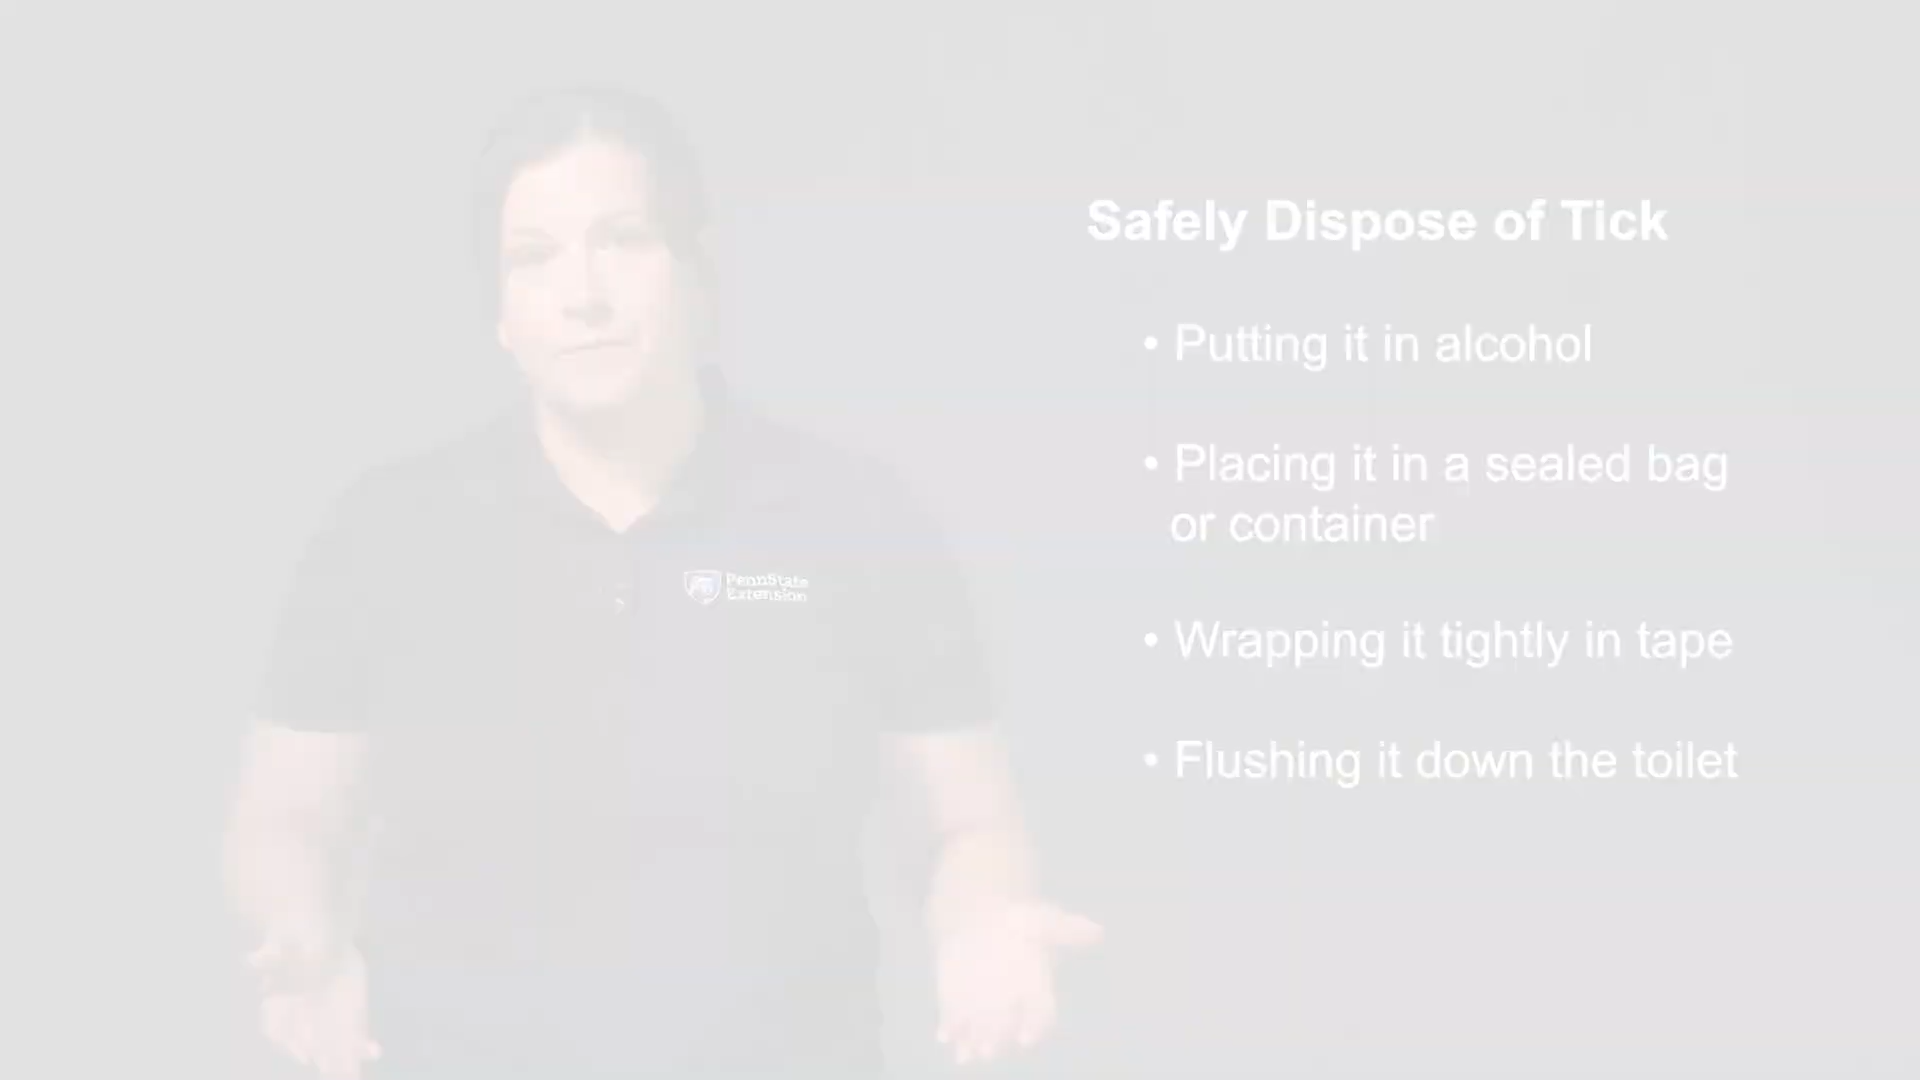 Safely Dispose of Tick
• Putting it in alcohol
• Placing it in a sealed bag
or container
• Wrapping it tightly in tape
• Flushing it down the toilet
PennState
Extension